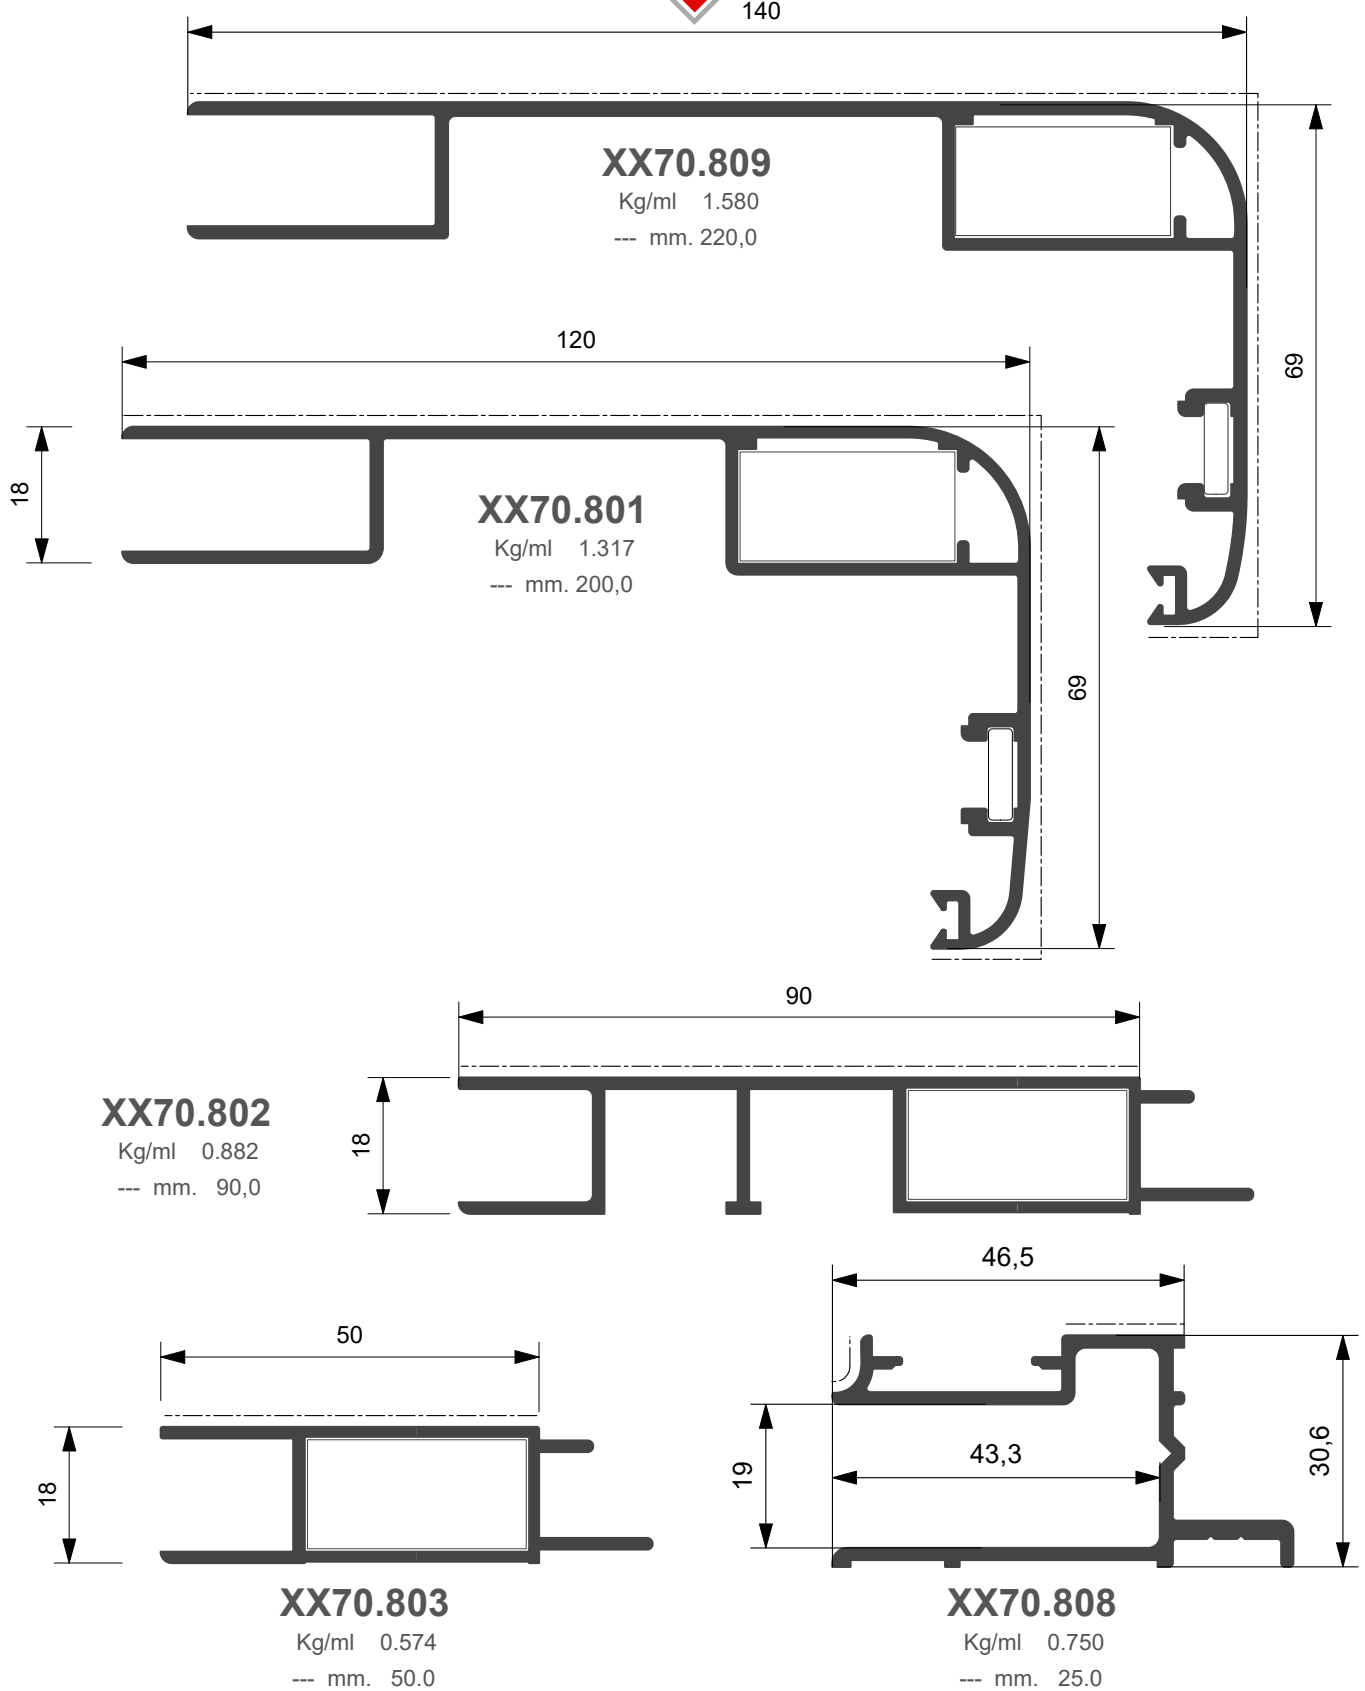 140
XX70.809
Kg/ml 1.580
--- mm. 220,0
69
120
18
XX70.801
Kg/ml 1.317
--- mm. 200,0
69
90
XX70.802
Kg/ml 0.882
--- mm. 90,0
18
46,5
50
18
43,3
19
30,6
XX70.803
Kg/ml 0.574
--- mm. 50.0
XX70.808
Kg/ml 0.750
--- mm. 25.0